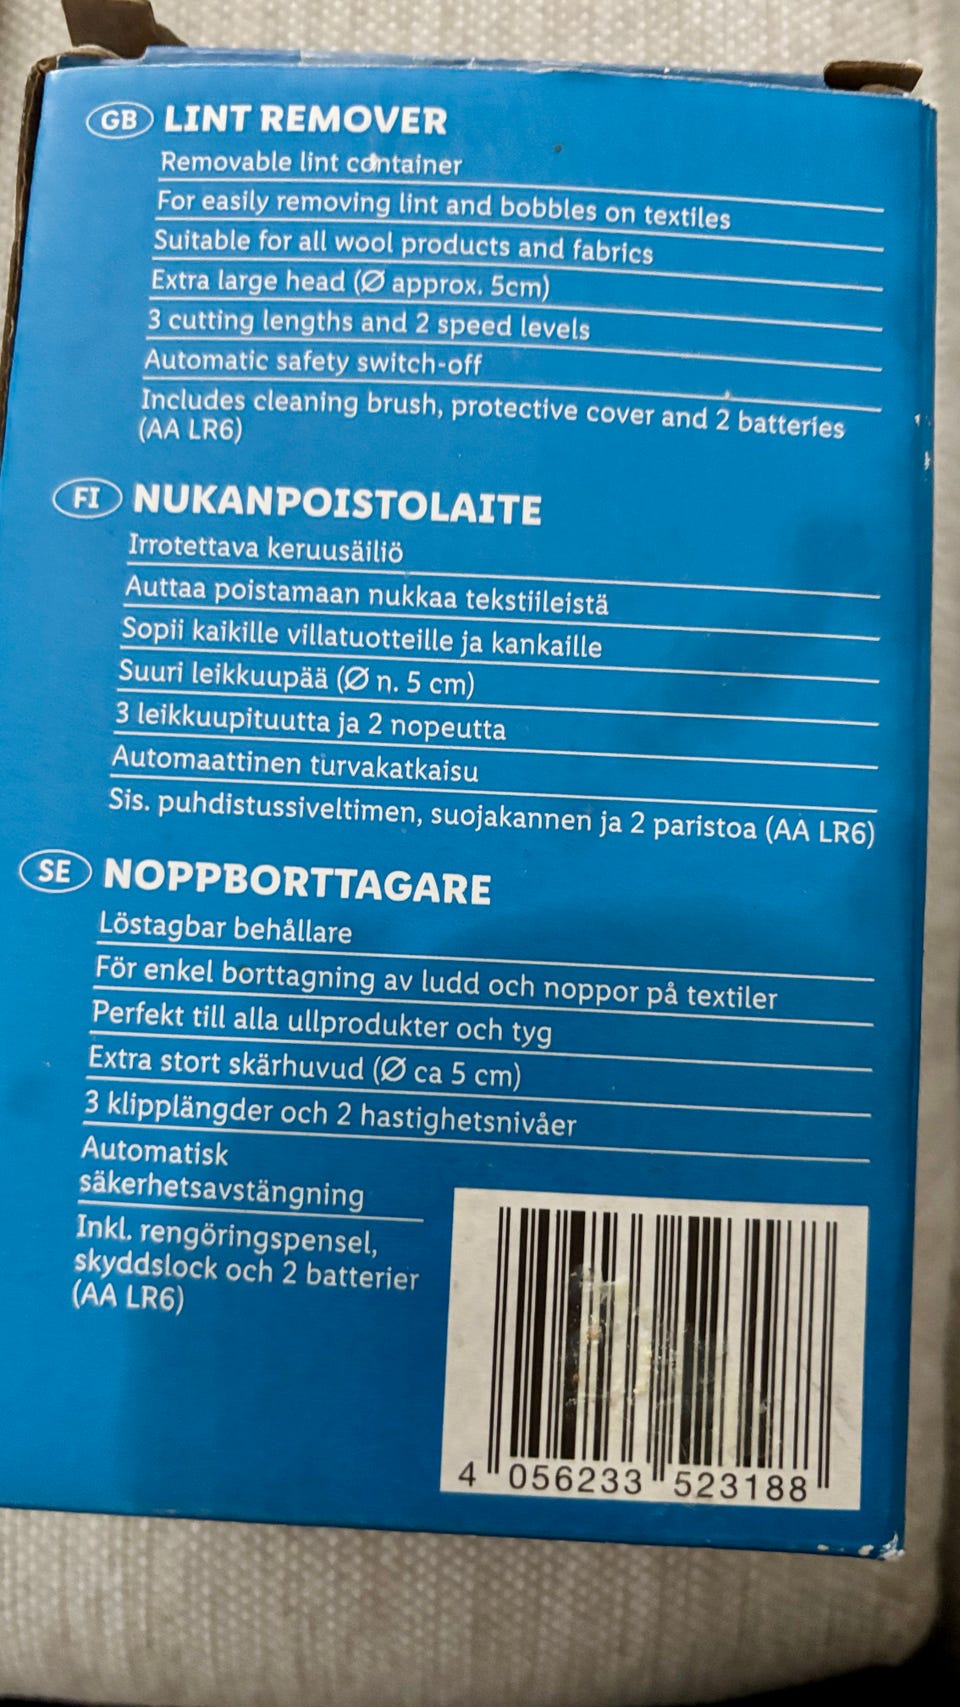 GB LINT REMOVER
Removable lint container
For easily removing lint and bobbles on textiles
Suitable for all wool products and fabrics
Extra large head (Ø approx. 5cm)
3 cutting lengths and 2 speed levels
Automatic safety switch-off
Includes cleaning brush, protective cover and 2 batteries
(AA LR6)
FI NUKANPOISTOLAITE
Irrotettava keruusäiliö
Auttaa poistamaan nukkaa tekstiileistä
Sopii kaikille villatuotteille ja kankaille
Suuri leikkuupää (Ø n. 5 cm)
3 leikkuupituutta ja 2 nopeutta
Automaattinen turvakatkaisu
Sis. puhdistussiveltimen, suojakannen ja 2 paristoa (AA LR6)
SE NOPPBORTTAGARE
Löstagbar behållare
För enkel borttagning av ludd och noppor på textiler
Perfekt till alla ullprodukter och tyg
Extra stort skärhuvud (Ø ca 5 cm)
3 klipplängder och 2 hastighetsnivåer
Automatisk
säkerhetsavstängning
Inkl. rengöringspensel,
skyddslock och 2 batterier
(AA LR6)
4 056233 523188